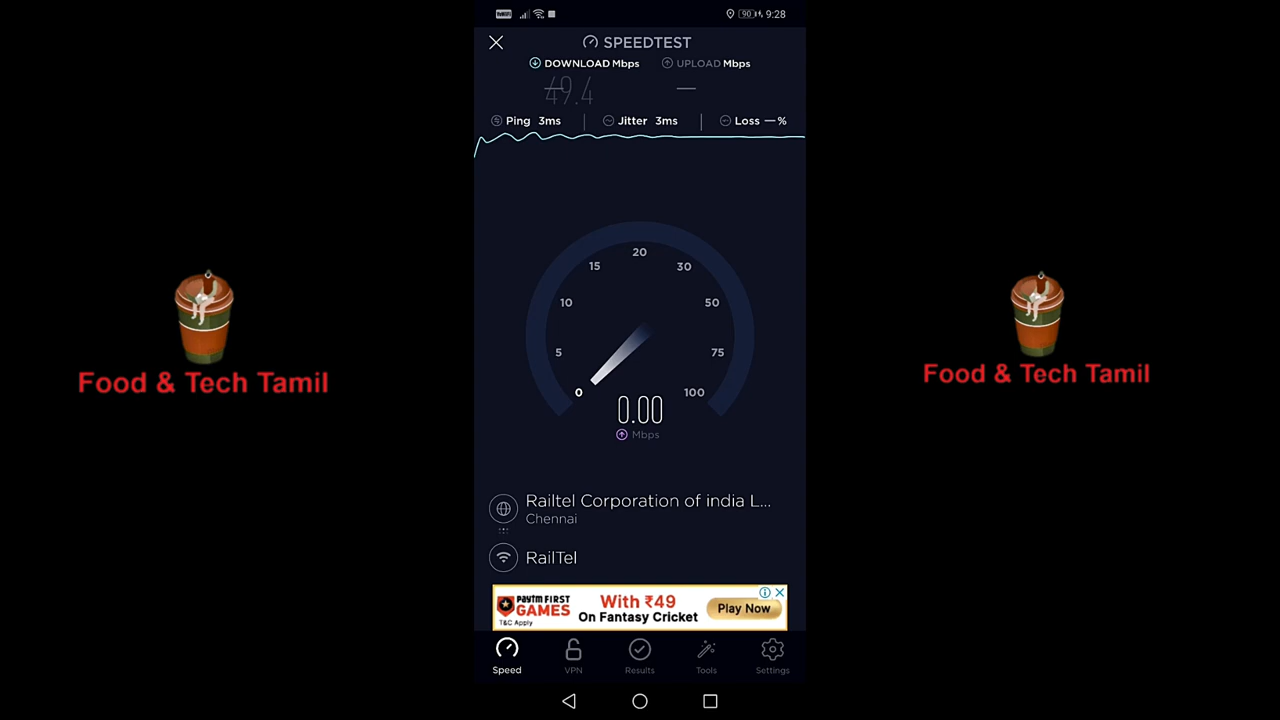 VoWiFi
90 9:28
SPEEDTEST
DOWNLOAD Mbps
UPLOAD Mbps
49.4
—
Ping 3ms
Jitter 3ms
Loss — %
20
15
30
10
50
5
75
0
100
0.00
Mbps
Railtel Corporation of india L...
Chennai
RailTel
Food & Tech Tamil
Food & Tech Tamil
paytm FIRST
GAMES
T&C Apply
With ₹49
On Fantasy Cricket
Play Now
Speed
VPN
Results
Tools
Settings